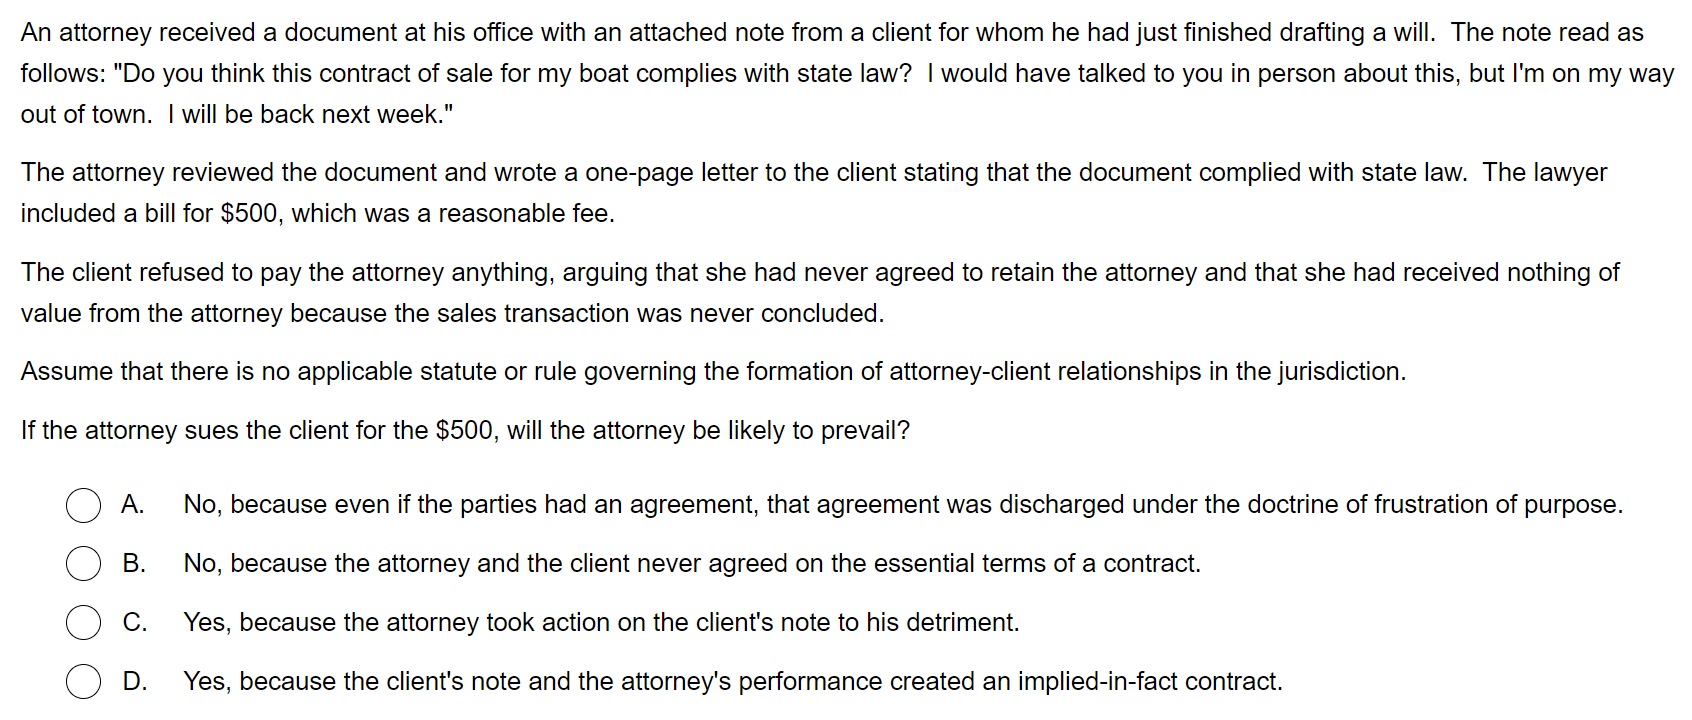 An attorney received a document at his office with an attached note from a client for whom he had just finished drafting a will.  The note read as
follows: "Do you think this contract of sale for my boat complies with state law?  I would have talked to you in person about this, but I'm on my way
out of town.  I will be back next week."
The attorney reviewed the document and wrote a one-page letter to the client stating that the document complied with state law.  The lawyer
included a bill for $500, which was a reasonable fee.
The client refused to pay the attorney anything, arguing that she had never agreed to retain the attorney and that she had received nothing of
value from the attorney because the sales transaction was never concluded.
Assume that there is no applicable statute or rule governing the formation of attorney-client relationships in the jurisdiction.
If the attorney sues the client for the $500, will the attorney be likely to prevail?
A. No, because even if the parties had an agreement, that agreement was discharged under the doctrine of frustration of purpose.
B. No, because the attorney and the client never agreed on the essential terms of a contract.
C. Yes, because the attorney took action on the client's note to his detriment.
D. Yes, because the client's note and the attorney's performance created an implied-in-fact contract.